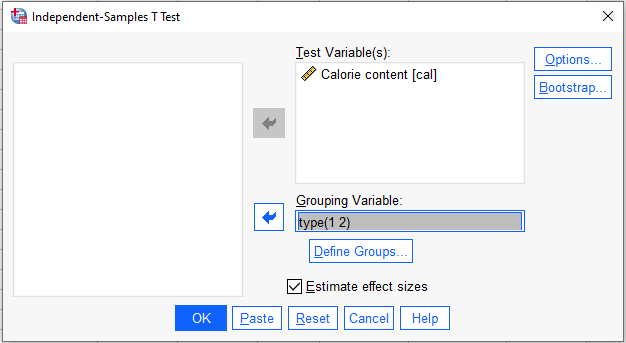 Independent-Samples T Test
Test Variable(s):
Calorie content [cal]
Options...
Bootstrap...
Grouping Variable:
type(1 2)
Define Groups...
Estimate effect sizes
OK Paste Reset Cancel Help